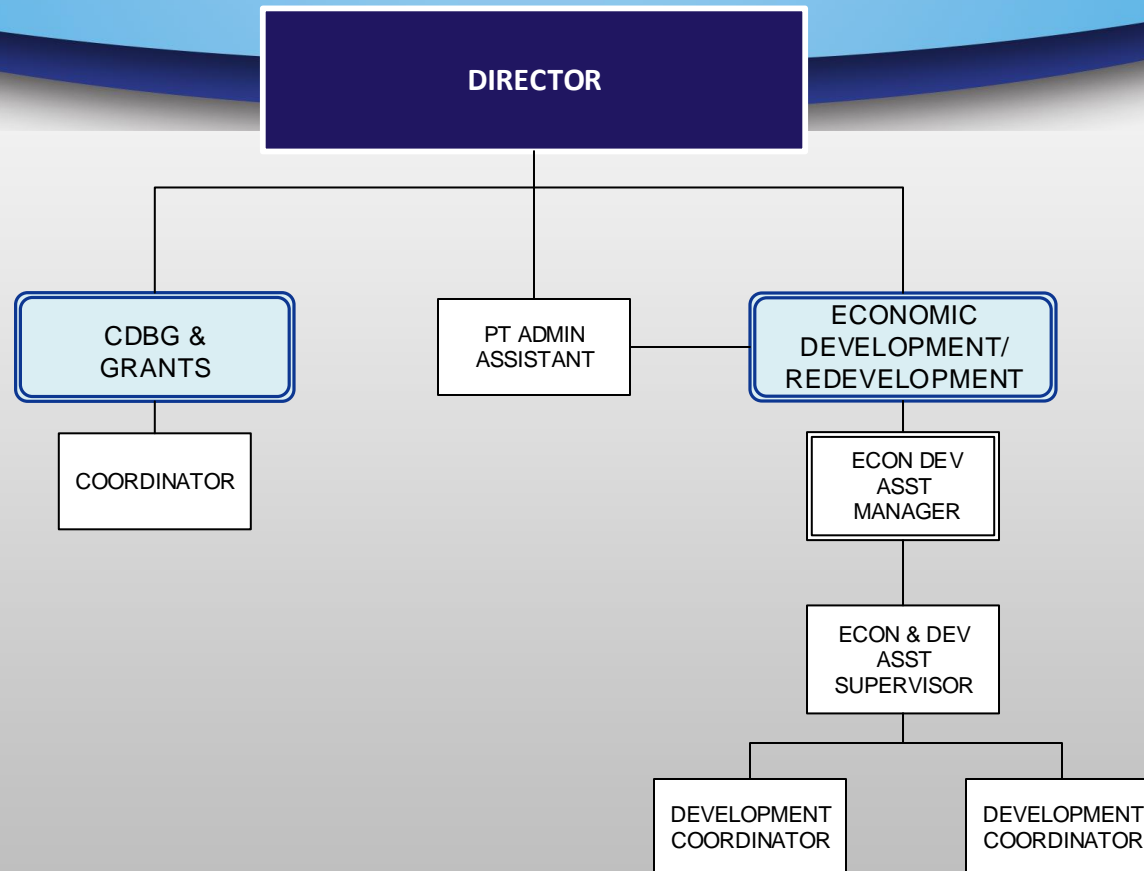 DIRECTOR
CDBG &
GRANTS
PT ADMIN
ASSISTANT
ECONOMIC
DEVELOPMENT/
REDEVELOPMENT
COORDINATOR
ECON DEV
ASST
MANAGER
ECON & DEV
ASST
SUPERVISOR
DEVELOPMENT
COORDINATOR
DEVELOPMENT
COORDINATOR